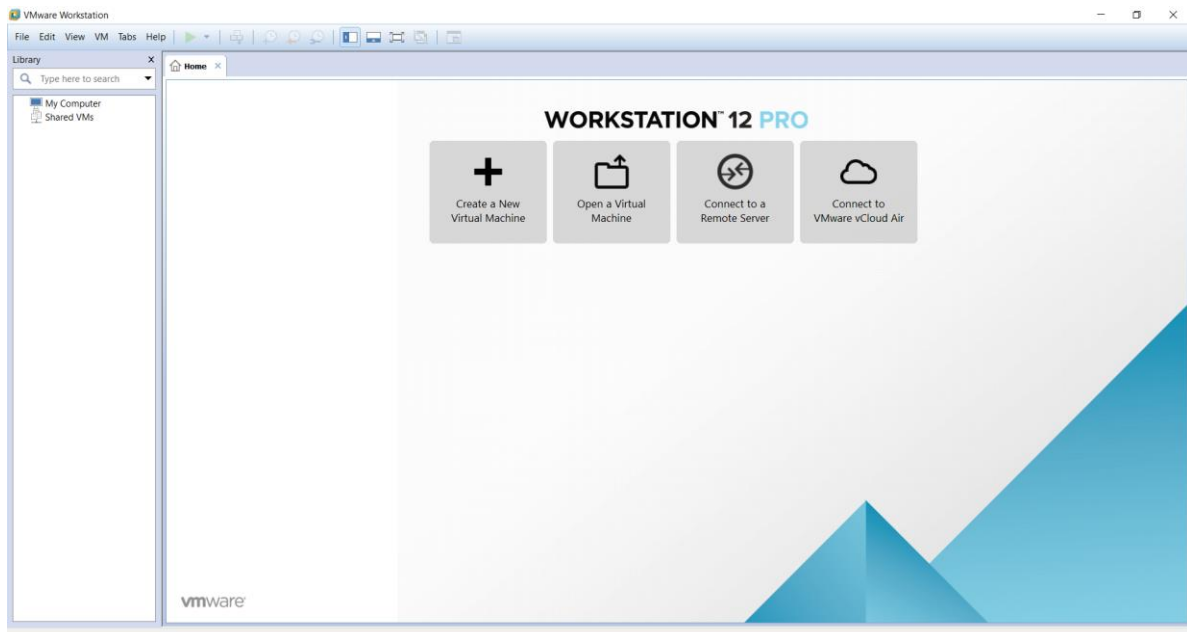 VMware Workstation
File Edit View VM Tabs Help
Library
Type here to search
My Computer
Shared VMs
Home
WORKSTATION™ 12 PRO
Create a New
Virtual Machine
Open a Virtual
Machine
Connect to a
Remote Server
Connect to
VMware vCloud Air
vmware